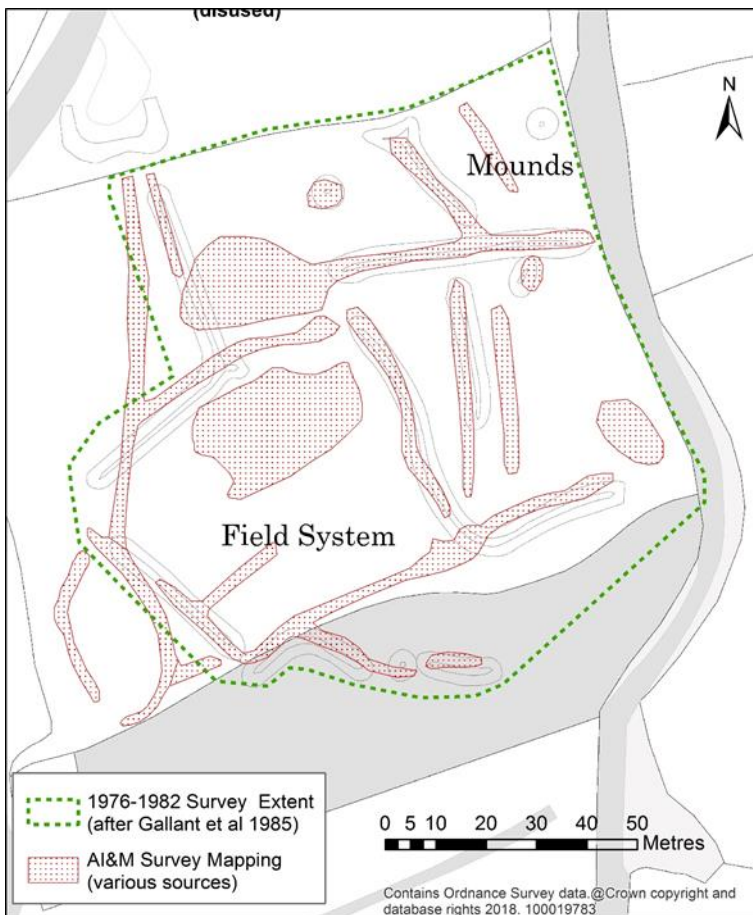 (disused)
N
Mounds
Field System
1976-1982 Survey Extent
(after Gallant et al 1985)
AI&M Survey Mapping
(various sources)
0 5 10 20 30 40 50
Metres
Contains Ordnance Survey data.@Crown copyright and
database rights 2018. 100019783